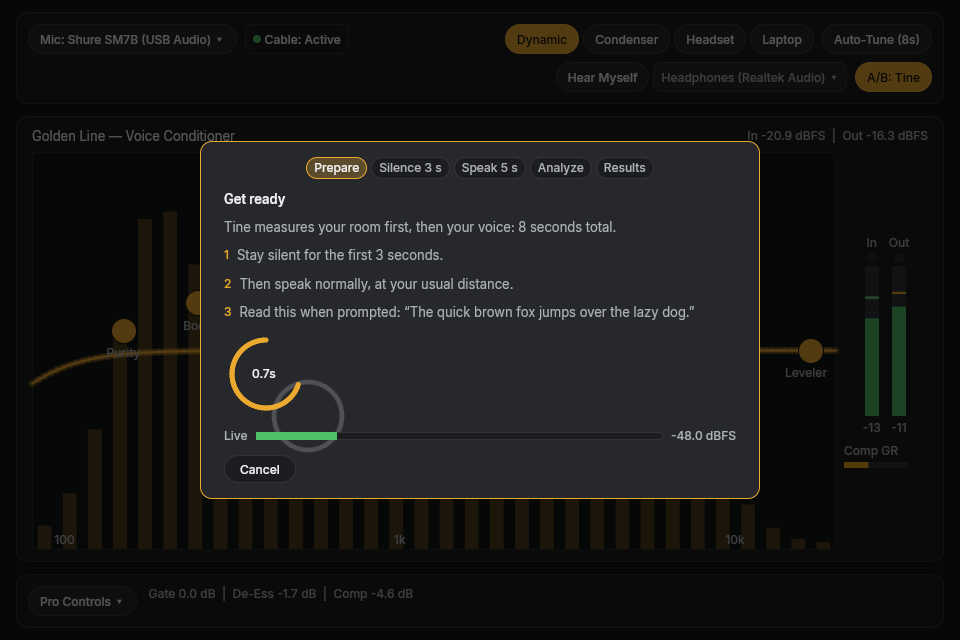 Mic: Shure SM7B (USB Audio) ▾
Cable: Active
Dynamic
Condenser
Headset
Laptop
Auto-Tune (8s)
Hear Myself
Headphones (Realtek Audio) ▾
A/B: Tine
Golden Line — Voice Conditioner
In -20.9 dBFS | Out -16.3 dBFS
Prepare
Silence 3 s
Speak 5 s
Analyze
Results
Get ready
Tine measures your room first, then your voice: 8 seconds total.
1 Stay silent for the first 3 seconds.
2 Then speak normally, at your usual distance.
3 Read this when prompted: “The quick brown fox jumps over the lazy dog.”
0.7s
Live
-48.0 dBFS
Cancel
Purity
Leveler
In Out
-13 -11
Comp GR
100
1k
10k
Pro Controls ▾
Gate 0.0 dB | De-Ess -1.7 dB | Comp -4.6 dB